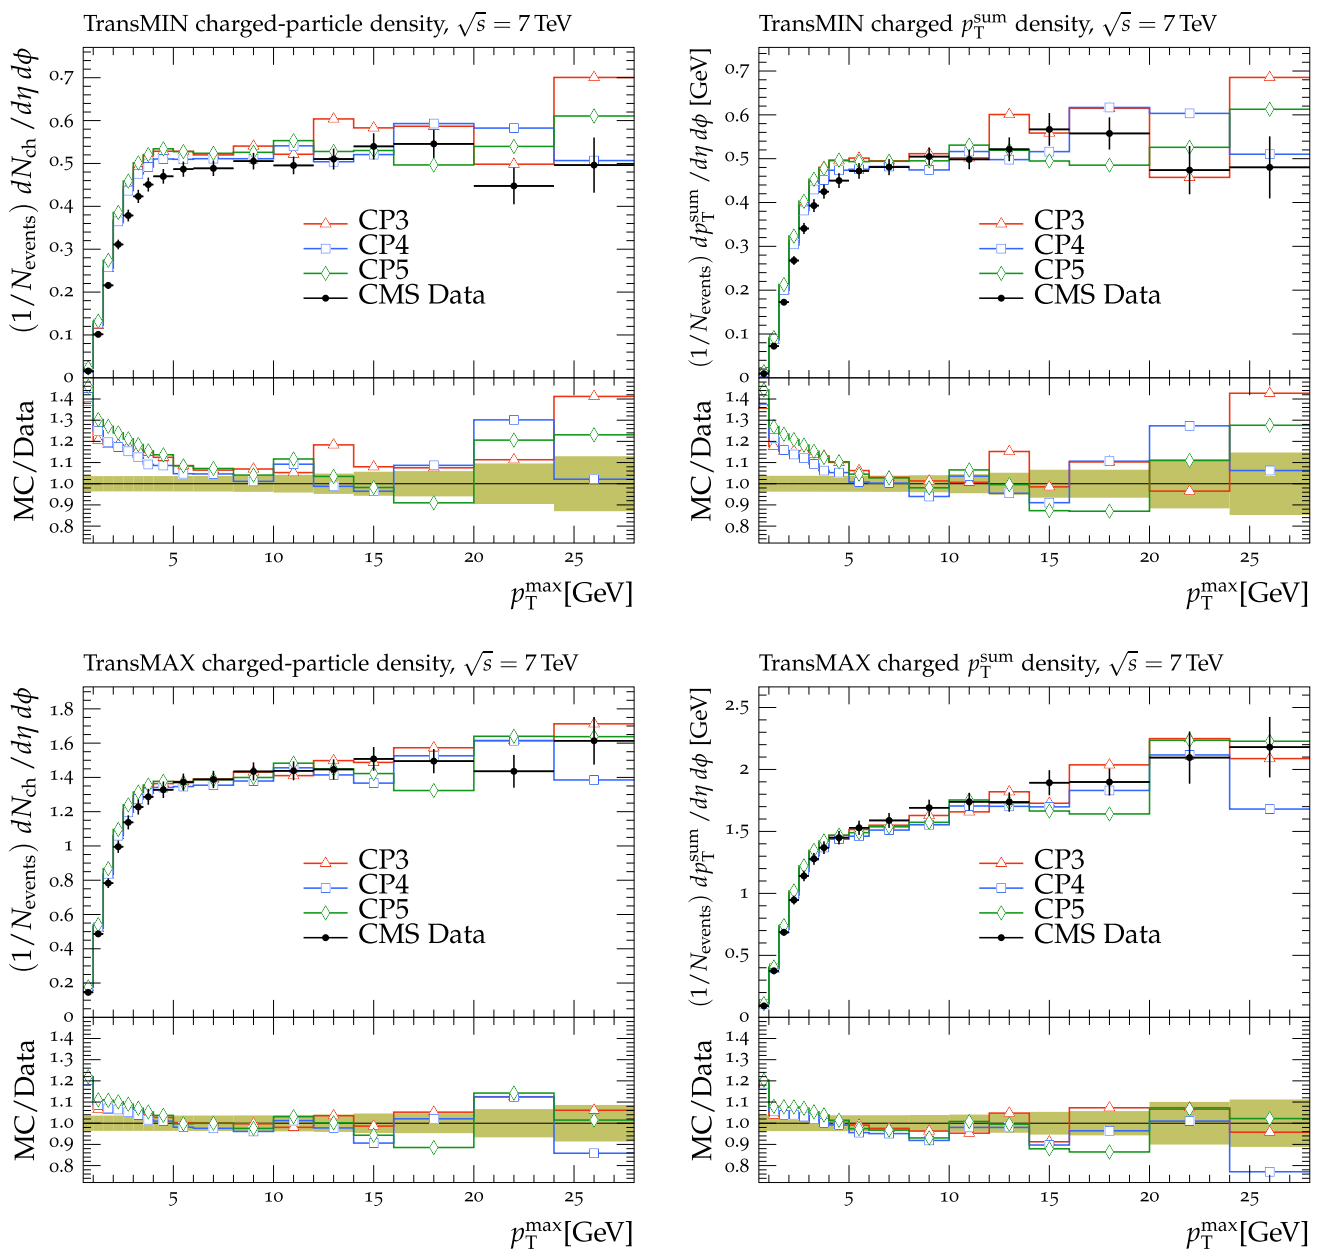 TransMIN charged-particle density, √s = 7 TeV
(1/N_events) dN_ch/dη dϕ
0.7
0.6
0.5
0.4
0.3
0.2
0.1
0
CP3
CP4
CP5
CMS Data
MC/Data
1.4
1.3
1.2
1.1
1.0
0.9
0.8
5 10 15 20 25
p_T^max[GeV]
TransMIN charged p_T^sum density, √s = 7 TeV
(1/N_events) dp_T^sum/dη dϕ [GeV]
0.7
0.6
0.5
0.4
0.3
0.2
0.1
0
CP3
CP4
CP5
CMS Data
MC/Data
1.4
1.3
1.2
1.1
1.0
0.9
0.8
5 10 15 20 25
p_T^max[GeV]
TransMAX charged-particle density, √s = 7 TeV
(1/N_events) dN_ch/dη dϕ
1.8
1.6
1.4
1.2
1
0.8
0.6
0.4
0.2
0
CP3
CP4
CP5
CMS Data
MC/Data
1.4
1.3
1.2
1.1
1.0
0.9
0.8
5 10 15 20 25
p_T^max[GeV]
TransMAX charged p_T^sum density, √s = 7 TeV
(1/N_events) dp_T^sum/dη dϕ [GeV]
2.5
2
1.5
1
0.5
0
CP3
CP4
CP5
CMS Data
MC/Data
1.4
1.3
1.2
1.1
1.0
0.9
0.8
5 10 15 20 25
p_T^max[GeV]